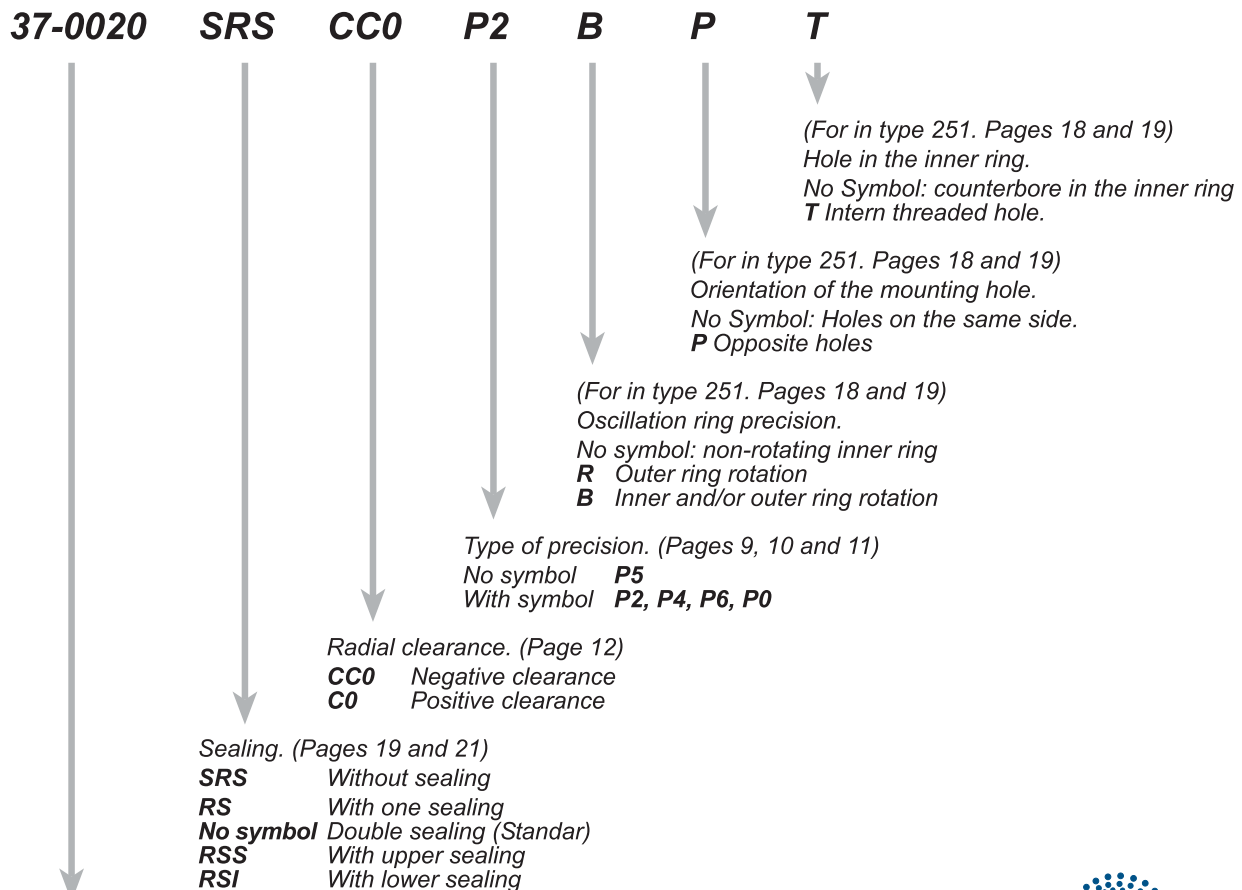 37-0020 SRS CC0 P2 B P T
(For in type 251. Pages 18 and 19)
Hole in the inner ring.
No Symbol: counterbore in the inner ring
T Intern threaded hole.
(For in type 251. Pages 18 and 19)
Orientation of the mounting hole.
No Symbol: Holes on the same side.
P Opposite holes
(For in type 251. Pages 18 and 19)
Oscillation ring precision.
No symbol: non-rotating inner ring
R Outer ring rotation
B Inner and/or outer ring rotation
Type of precision. (Pages 9, 10 and 11)
No symbol P5
With symbol P2, P4, P6, P0
Radial clearance. (Page 12)
CC0 Negative clearance
C0 Positive clearance
Sealing. (Pages 19 and 21)
SRS Without sealing
RS With one sealing
No symbol Double sealing (Standar)
RSS With upper sealing
RSI With lower sealing